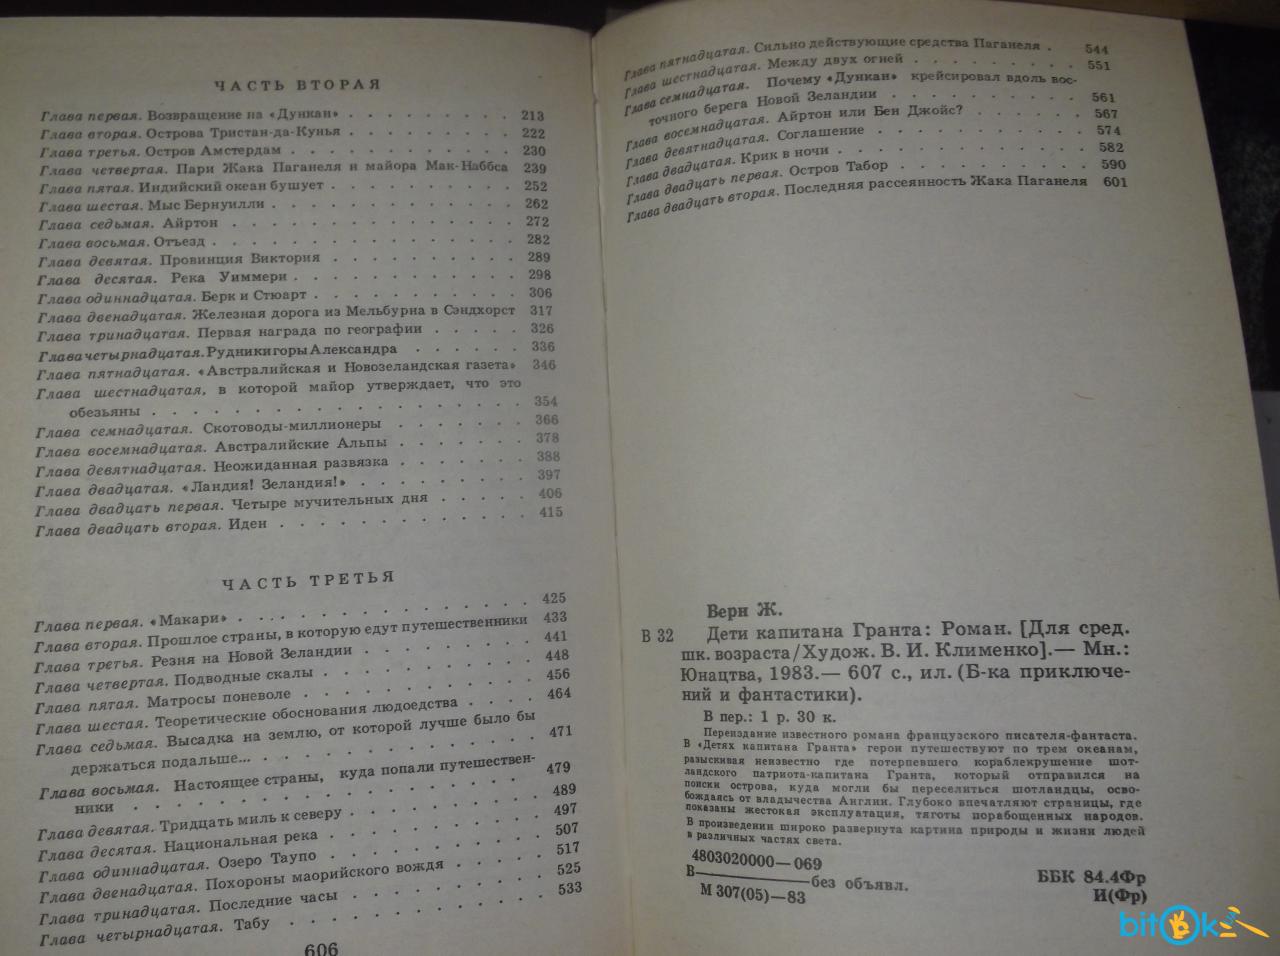 ЧАСТЬ ВТОРАЯ
Глава первая. Возвращение на «Дункан» . . . . . . . . . 213
Глава вторая. Острова Тристан-да-Кунья . . . . . . . . . 222
Глава третья. Остров Амстердам . . . . . . . . . . . . 230
Глава четвертая. Пари Жака Паганеля и майора Мак-Наббса 239
Глава пятая. Индийский океан бушует . . . . . . . . . . 252
Глава шестая. Мыс Бернуилли . . . . . . . . . . . . . 262
Глава седьмая. Айртон . . . . . . . . . . . . . . . 272
Глава восьмая. Отъезд . . . . . . . . . . . . . . . 282
Глава девятая. Провинция Виктория . . . . . . . . . . 289
Глава десятая. Река Уиммери . . . . . . . . . . . . 298
Глава одиннадцатая. Берк и Стюарт . . . . . . . . . . . 306
Глава двенадцатая. Железная дорога из Мельбурна в Сэндхорст 317
Глава тринадцатая. Первая награда по географии . . . . . 326
Глава четырнадцатая. Рудники горы Александра . . . . . . 336
Глава пятнадцатая. «Австралийская и Новозеландская газета» 346
Глава шестнадцатая, в которой майор утверждает, что это
обезьяны . . . . . . . . . . . . . . . . . . . 354
Глава семнадцатая. Скотоводы-миллионеры . . . . . . . 366
Глава восемнадцатая. Австралийские Альпы . . . . . . . 378
Глава девятнадцатая. Неожиданная развязка . . . . . . . 388
Глава двадцатая. «Ландия! Зеландия!» . . . . . . . . . 397
Глава двадцать первая. Четыре мучительных дня . . . . . 406
Глава двадцать вторая. Иден . . . . . . . . . . . . . 415
ЧАСТЬ ТРЕТЬЯ
Глава первая. «Макари» . . . . . . . . . . . . . . . 425
Глава вторая. Прошлое страны, в которую едут путешественники 433
Глава третья. Резня на Новой Зеландии . . . . . . . . . 441
Глава четвертая. Подводные скалы . . . . . . . . . . . 448
Глава пятая. Матросы поневоле . . . . . . . . . . . . 456
Глава шестая. Теоретические обоснования людоедства . . . . 464
Глава седьмая. Высадка на землю, от которой лучше было бы
держаться подальше... . . . . . . . . . . . . . . 471
Глава восьмая. Настоящее страны, куда попали путешествен-
ники . . . . . . . . . . . . . . . . . . . . 479
Глава девятая. Тридцать миль к северу . . . . . . . . . 489
Глава десятая. Национальная река . . . . . . . . . . . 497
Глава одиннадцатая. Озеро Таупо . . . . . . . . . . . 507
Глава двенадцатая. Похороны маорийского вождя . . . . . 517
Глава тринадцатая. Последние часы . . . . . . . . . . 525
Глава четырнадцатая. Табу . . . . . . . . . . . . . 533
606
Глава пятнадцатая. Сильно действующие средства Паганеля . 544
Глава шестнадцатая. Между двух огней . . . . . . . . . 551
Глава семнадцатая. Почему «Дункан» крейсировал вдоль вос-
точного берега Новой Зеландии . . . . . . . . . . 561
Глава восемнадцатая. Айртон или Бен Джойс? . . . . . . 567
Глава девятнадцатая. Соглашение . . . . . . . . . . . 574
Глава двадцатая. Крик в ночи . . . . . . . . . . . . 582
Глава двадцать первая. Остров Табор . . . . . . . . . 590
Глава двадцать вторая. Последняя рассеянность Жака Паганеля 601
Верн Ж.
В 32 Дети капитана Гранта: Роман. [Для сред.
шк. возраста/Худож. В. И. Клименко].— Мн.:
Юнацтва, 1983.— 607 с., ил. (Б-ка приключе-
ний и фантастики).
В пер.: 1 р. 30 к.
Переиздание известного романа французского писателя-фантаста.
В «Детях капитана Гранта» герои путешествуют по трем океанам,
разыскивая неизвестно где потерпевшего кораблекрушение шот-
ландского патриота-капитана Гранта, который отправился на
поиски острова, куда могли бы переселиться шотландцы, осво-
бождаясь от владычества Англии. Глубоко впечатляют страницы, где
показаны жестокая эксплуатация, тяготы порабощенных народов.
В произведении широко развернута картина природы и жизни людей
в различных частях света.
4803020000—069
В————————без объявл.
М 307(05)—83
ББК 84.4Фр
И(Фр)
bitok.ua